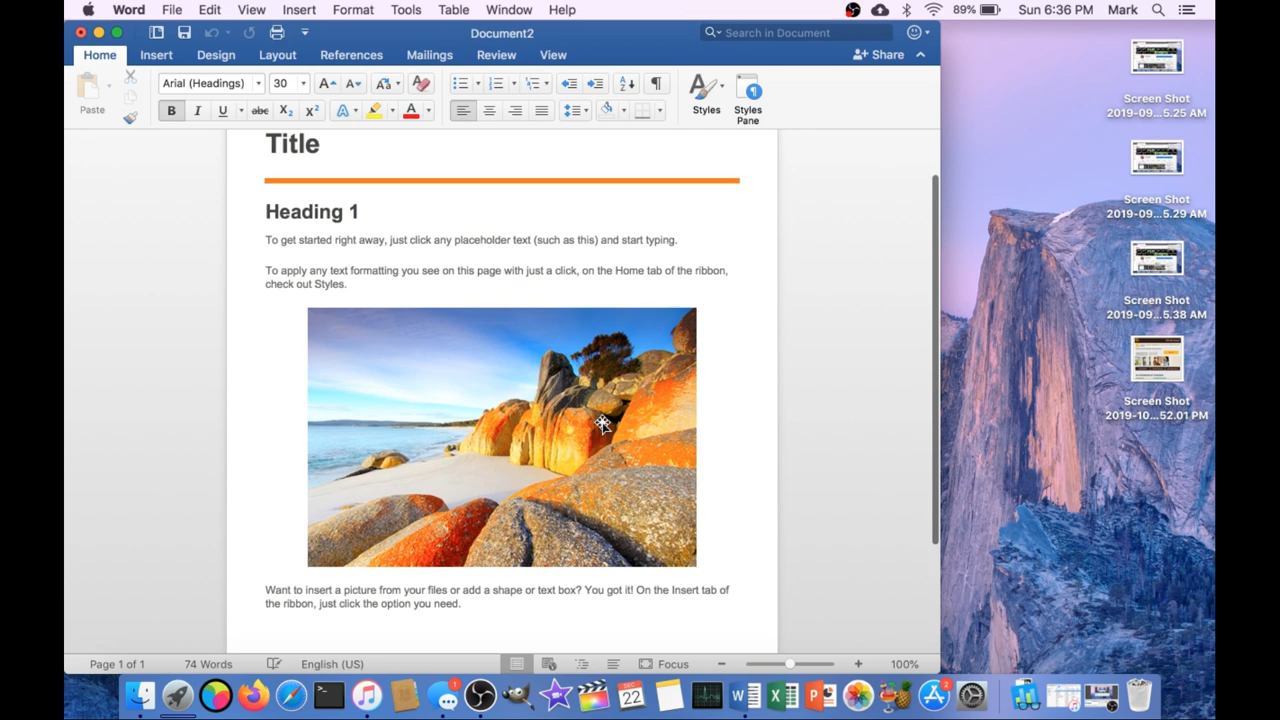 Word File Edit View Insert Format Tools Table Window Help 89% Sun 6:36 PM Mark
Document2
Search in Document
Home Insert Design Layout References Mailings Review View Share
Paste
Arial (Headings) 30
B I U abc X2 X2 A A
Styles
Styles Pane
Title
Heading 1
To get started right away, just click any placeholder text (such as this) and start typing.
To apply any text formatting you see on this page with just a click, on the Home tab of the ribbon,
check out Styles.
Want to insert a picture from your files or add a shape or text box? You got it! On the Insert tab of
the ribbon, just click the option you need.
Page 1 of 1 74 Words English (US) Focus 100%
Screen Shot
2019-09...5.25 AM
Screen Shot
2019-09...5.29 AM
Screen Shot
2019-09...5.38 AM
Screen Shot
2019-10...52.01 PM
DEC
22